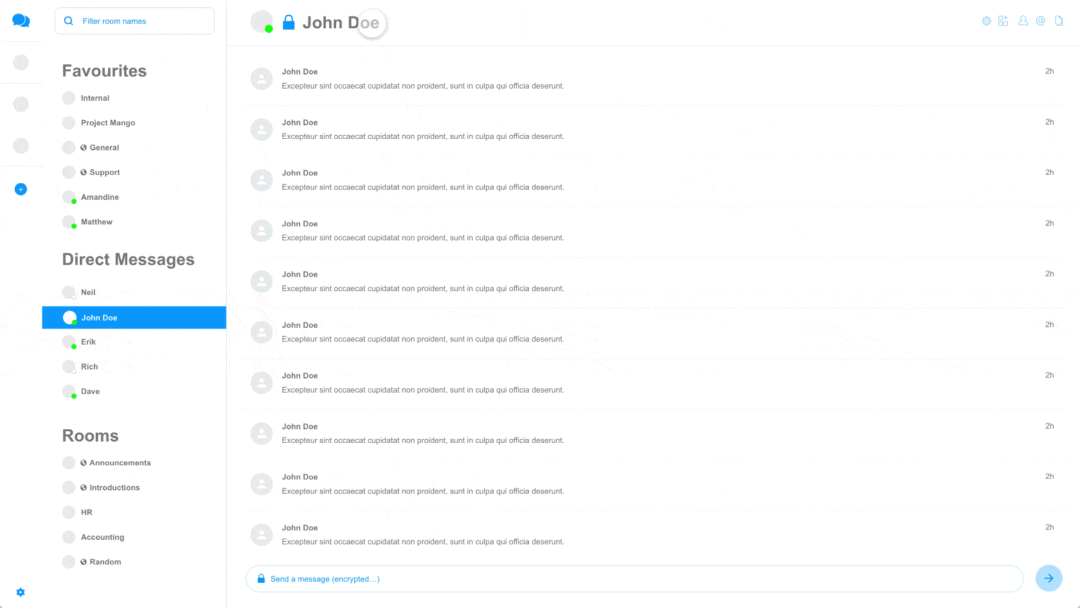 Filter room names
Favourites
Internal
Project Mango
General
Support
Amandine
Matthew
Direct Messages
Neil
John Doe
Erik
Rich
Dave
Rooms
Announcements
Introductions
HR
Accounting
Random
John Doe
John Doe 2h
Excepteur sint occaecat cupidatat non proident, sunt in culpa qui officia deserunt.
John Doe 2h
Excepteur sint occaecat cupidatat non proident, sunt in culpa qui officia deserunt.
John Doe 2h
Excepteur sint occaecat cupidatat non proident, sunt in culpa qui officia deserunt.
John Doe 2h
Excepteur sint occaecat cupidatat non proident, sunt in culpa qui officia deserunt.
John Doe 2h
Excepteur sint occaecat cupidatat non proident, sunt in culpa qui officia deserunt.
John Doe 2h
Excepteur sint occaecat cupidatat non proident, sunt in culpa qui officia deserunt.
John Doe 2h
Excepteur sint occaecat cupidatat non proident, sunt in culpa qui officia deserunt.
John Doe 2h
Excepteur sint occaecat cupidatat non proident, sunt in culpa qui officia deserunt.
John Doe 2h
Excepteur sint occaecat cupidatat non proident, sunt in culpa qui officia deserunt.
John Doe 2h
Excepteur sint occaecat cupidatat non proident, sunt in culpa qui officia deserunt.
Send a message (encrypted...)